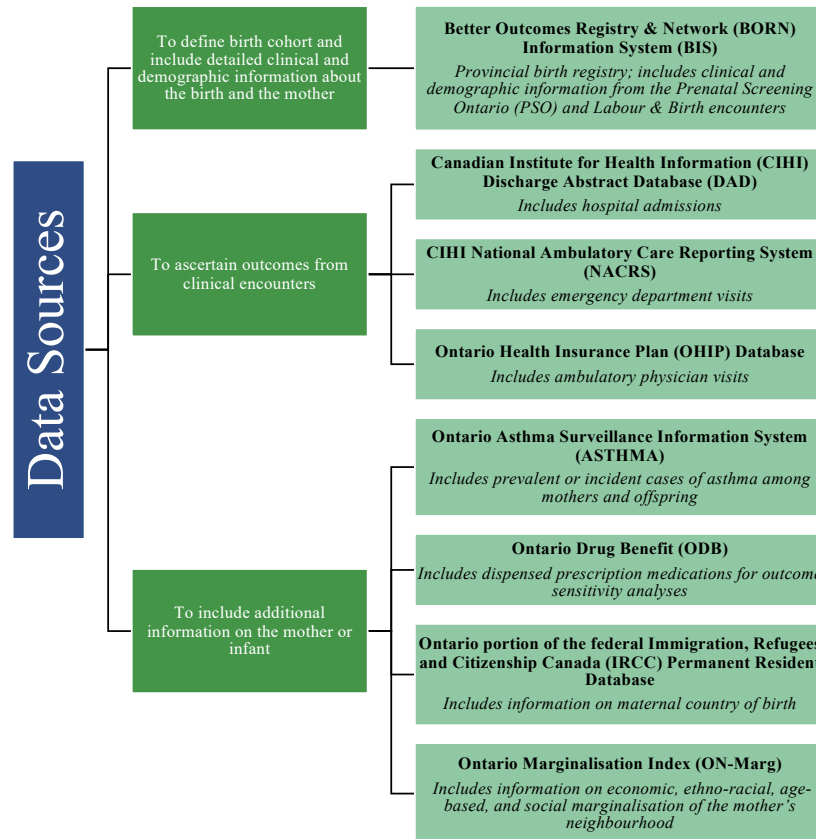 Data Sources
To define birth cohort and
include detailed clinical and
demographic information about
the birth and the mother
Better Outcomes Registry & Network (BORN)
Information System (BIS)
Provincial birth registry; includes clinical and
demographic information from the Prenatal Screening
Ontario (PSO) and Labour & Birth encounters
To ascertain outcomes from
clinical encounters
Canadian Institute for Health Information (CIHI)
Discharge Abstract Database (DAD)
Includes hospital admissions
CIHI National Ambulatory Care Reporting System
(NACRS)
Includes emergency department visits
Ontario Health Insurance Plan (OHIP) Database
Includes ambulatory physician visits
To include additional
information on the mother or
infant
Ontario Asthma Surveillance Information System
(ASTHMA)
Includes prevalent or incident cases of asthma among
mothers and offspring
Ontario Drug Benefit (ODB)
Includes dispensed prescription medications for outcome
sensitivity analyses
Ontario portion of the federal Immigration, Refugees
and Citizenship Canada (IRCC) Permanent Resident
Database
Includes information on maternal country of birth
Ontario Marginalisation Index (ON-Marg)
Includes information on economic, ethno-racial, age-
based, and social marginalisation of the mother's
neighbourhood